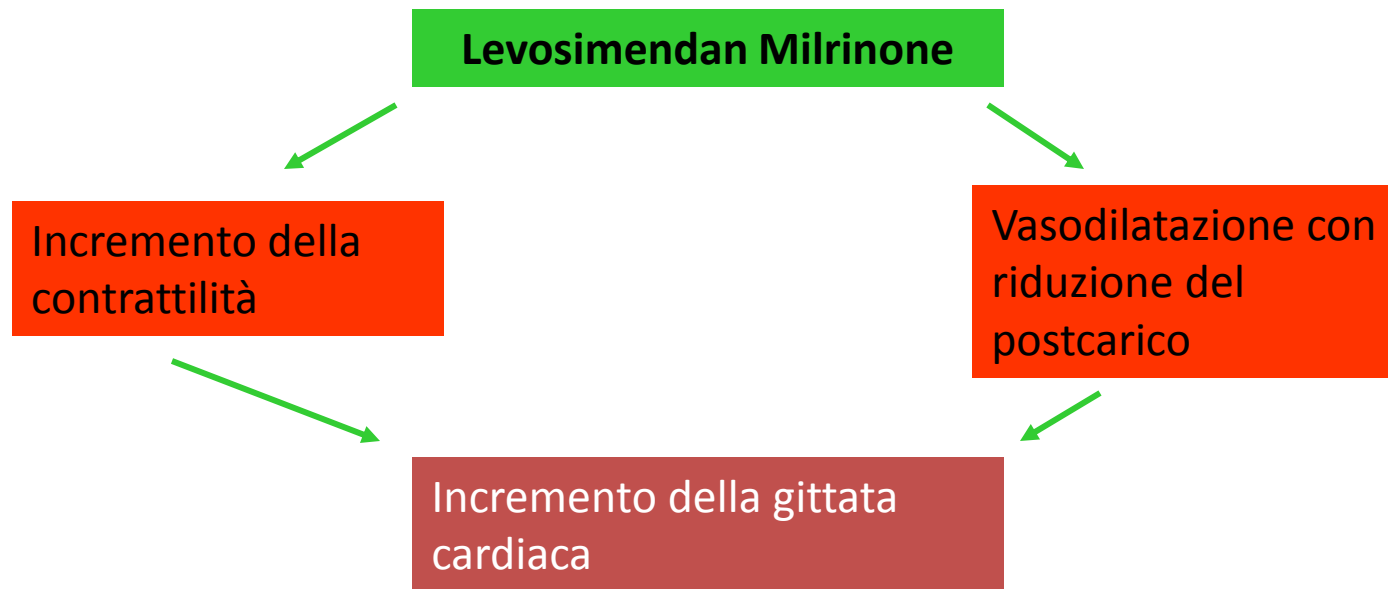 Levosimendan Milrinone
Incremento della
contrattilità
Vasodilatazione con
riduzione del
postcarico
Incremento della gittata
cardiaca